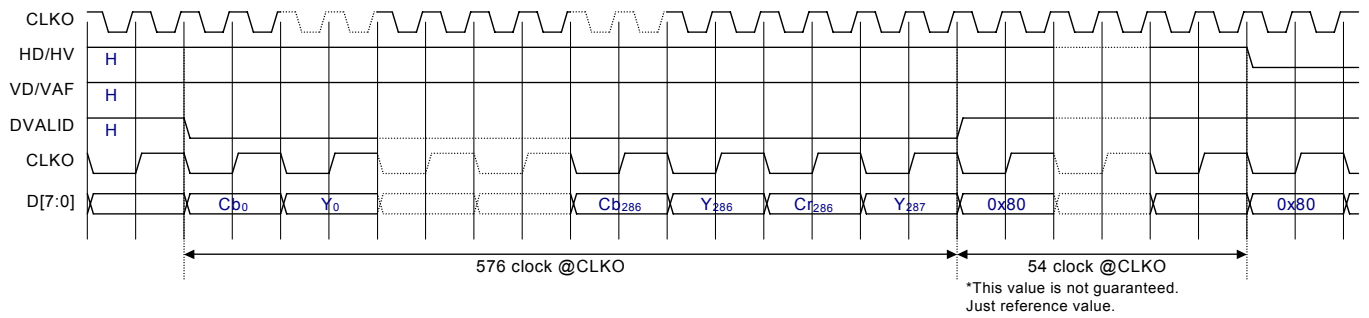 CLKO
HD/HV H
VD/VAF H
DVALID H
CLKO
D[7:0] Cb0 Y0 Cb286 Y286 Cr286 Y287 0x80 0x80
576 clock @CLKO 54 clock @CLKO
*This value is not guaranteed.
Just reference value.